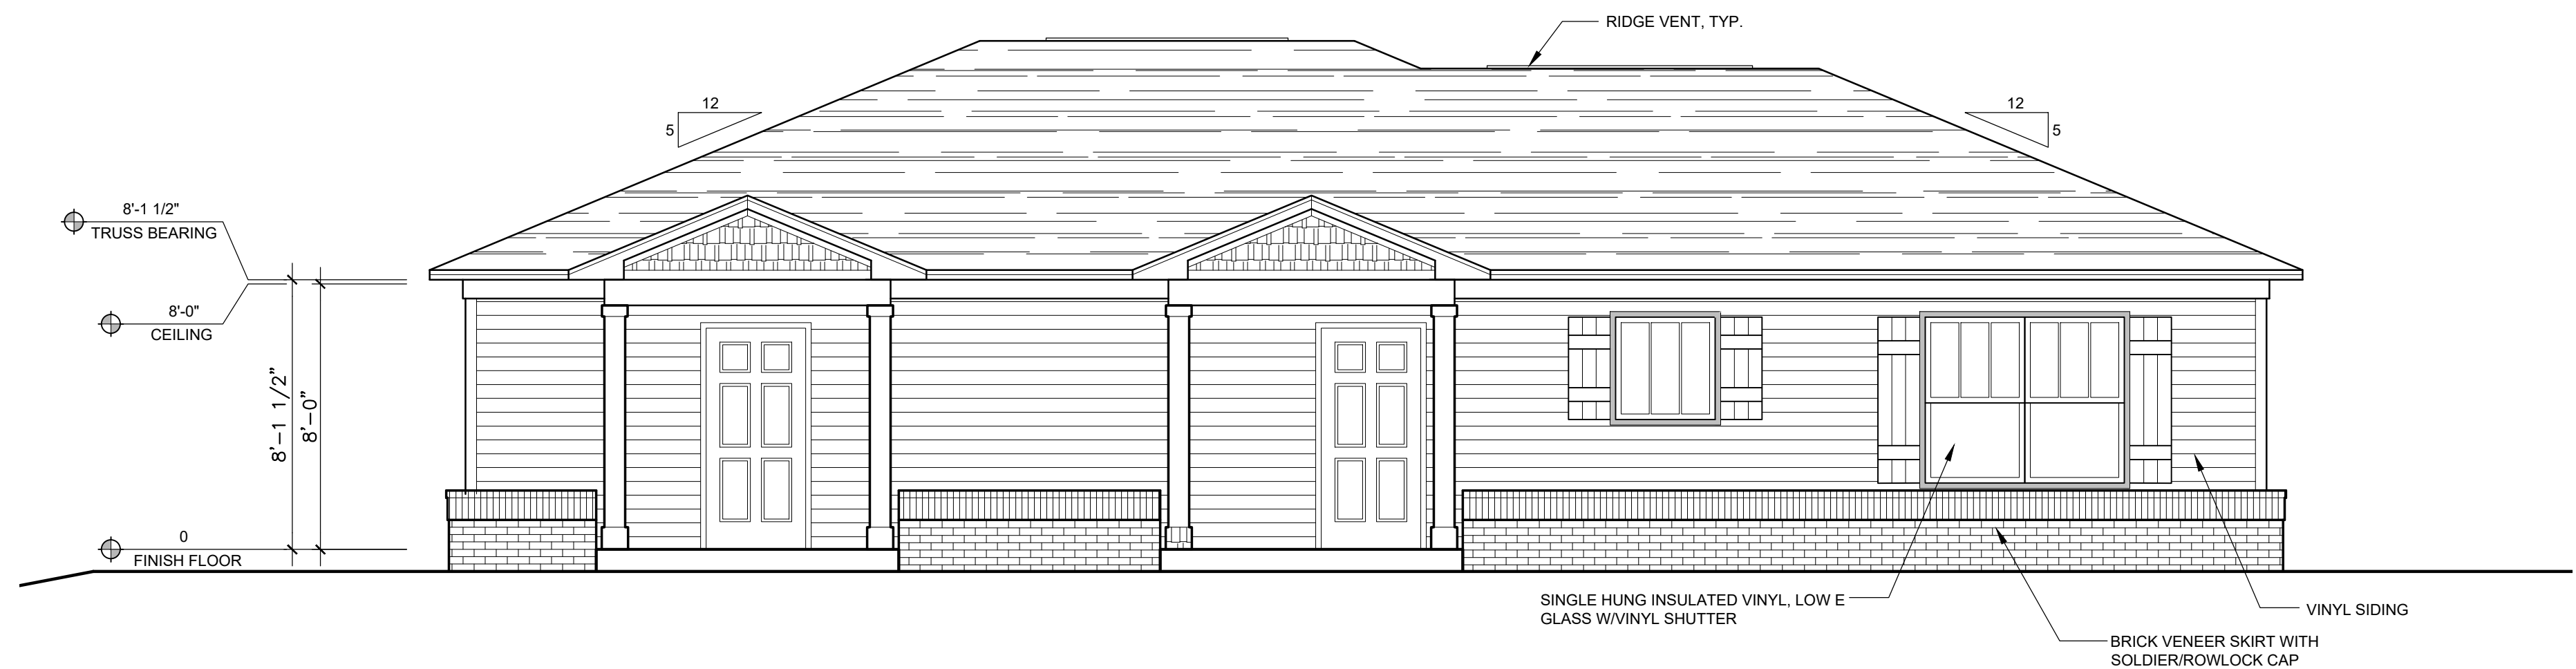 RIDGE VENT, TYP.
12
5
12
5
8'-1 1/2"
TRUSS BEARING
8'-0"
CEILING
8'-1 1/2"
8'-0"
0
FINISH FLOOR
SINGLE HUNG INSULATED VINYL, LOW E
GLASS W/VINYL SHUTTER
VINYL SIDING
BRICK VENEER SKIRT WITH
SOLDIER/ROWLOCK CAP